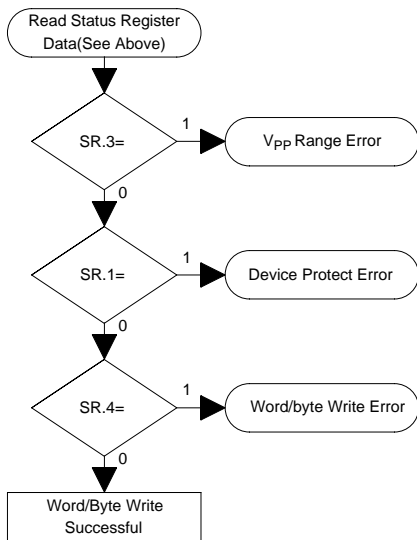 Read Status Register
Data(See Above)
SR.3=
1
VPP Range Error
0
SR.1=
1
Device Protect Error
0
SR.4=
1
Word/byte Write Error
0
Word/Byte Write
Successful